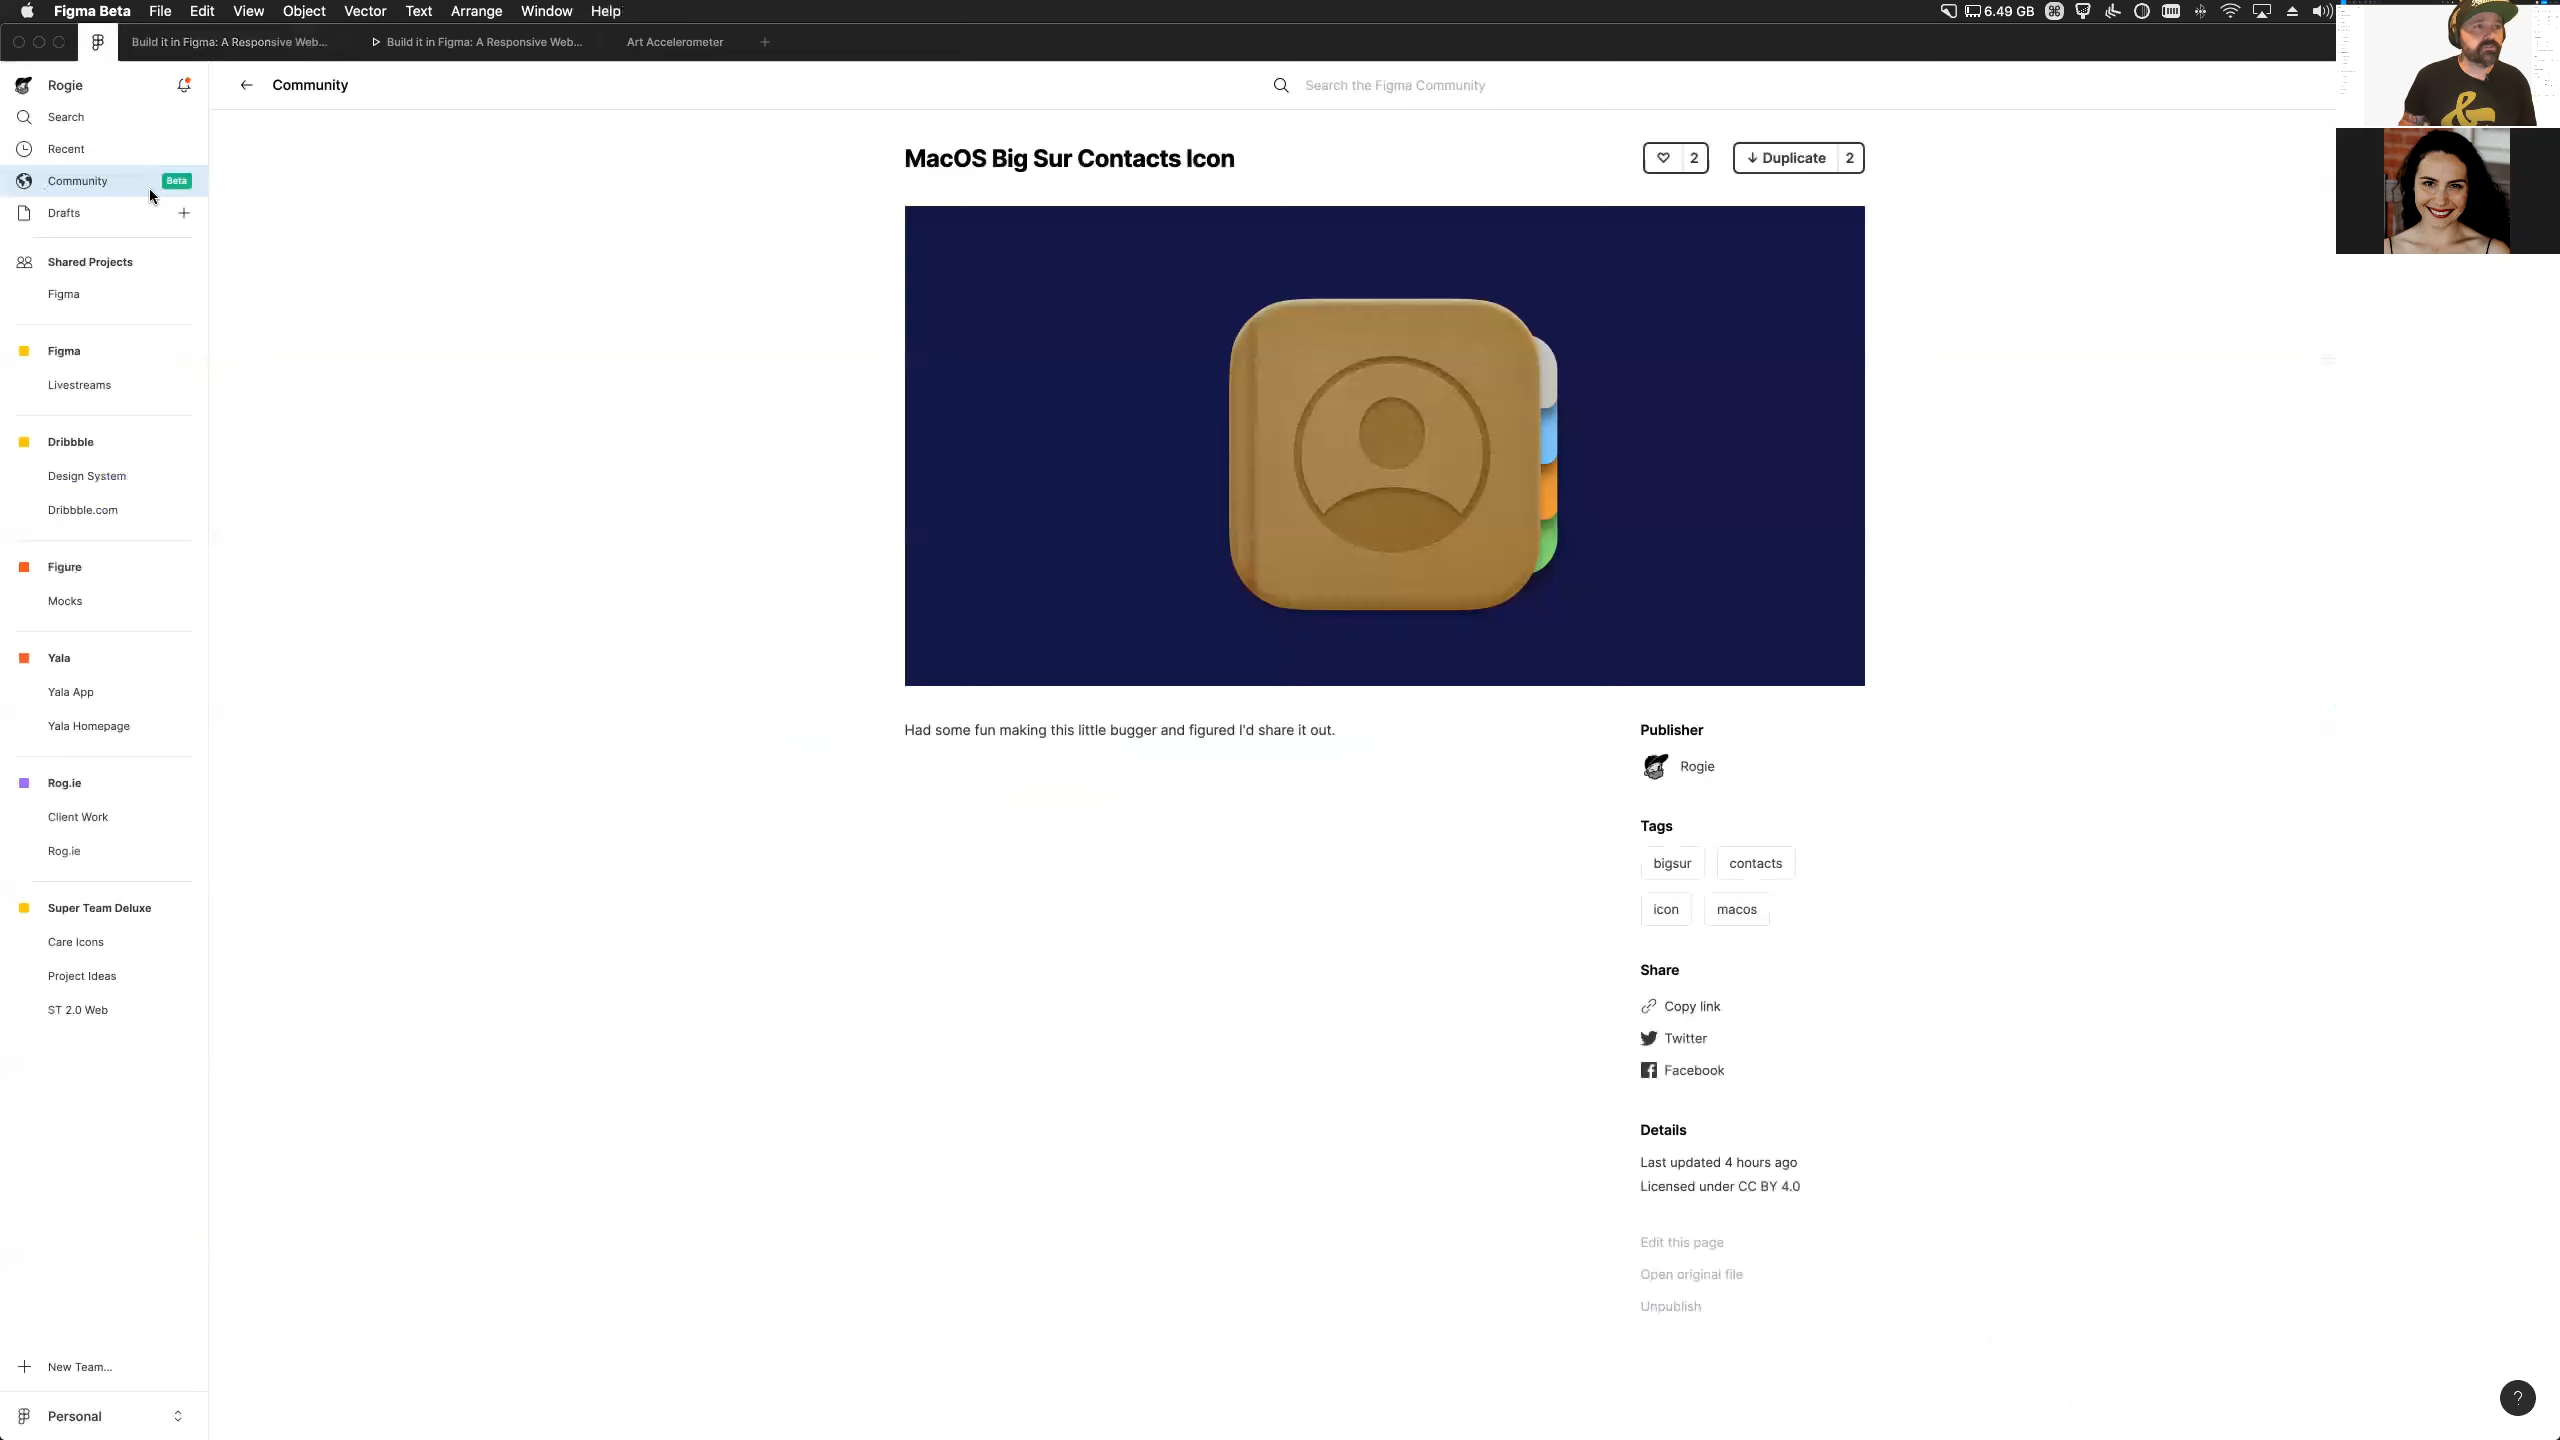 Figma Beta File Edit View Object Vector Text Arrange Window Help 6.49 GB
Build it in Figma: A Responsive Web... Build it in Figma: A Responsive Web... Art Accelerometer
Rogie
Search
Recent
Community Beta
Drafts
Shared Projects
Figma
Figma
Livestreams
Dribbble
Design System
Dribbble.com
Figure
Mocks
Yala
Yala App
Yala Homepage
Rog.ie
Client Work
Rog.ie
Super Team Deluxe
Care Icons
Project Ideas
ST 2.0 Web
New Team...
Personal
Community
Search the Figma Community
MacOS Big Sur Contacts Icon
2
Duplicate 2
Had some fun making this little bugger and figured I'd share it out.
Publisher
Rogie
Tags
bigsur contacts
icon macos
Share
Copy link
Twitter
Facebook
Details
Last updated 4 hours ago
Licensed under CC BY 4.0
Edit this page
Open original file
Unpublish
?